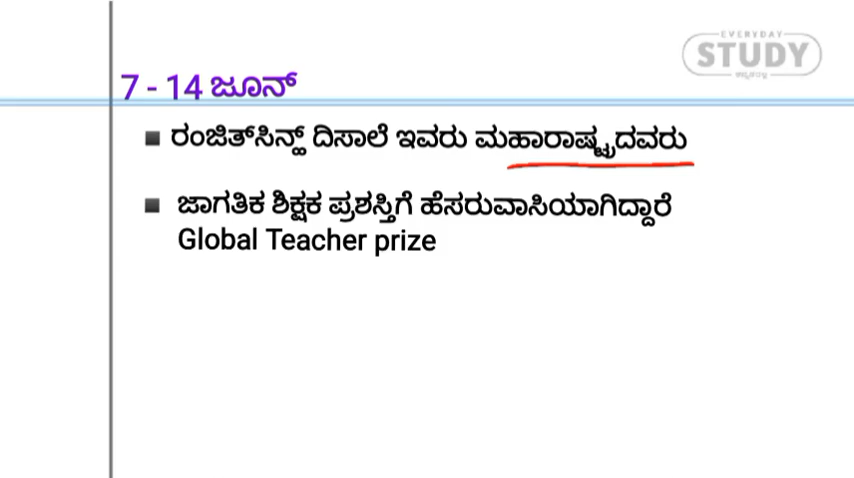 EVERYDAY
STUDY
7 - 14 ಜೂನ್
▪ ರಂಜಿತ್‌ಸಿನ್ಹ್ ದಿಸಾಲೆ ಇವರು ಮಹಾರಾಷ್ಟ್ರದವರು
▪ ಜಾಗತಿಕ ಶಿಕ್ಷಕ ಪ್ರಶಸ್ತಿಗೆ ಹೆಸರುವಾಸಿಯಾಗಿದ್ದಾರೆ
Global Teacher prize